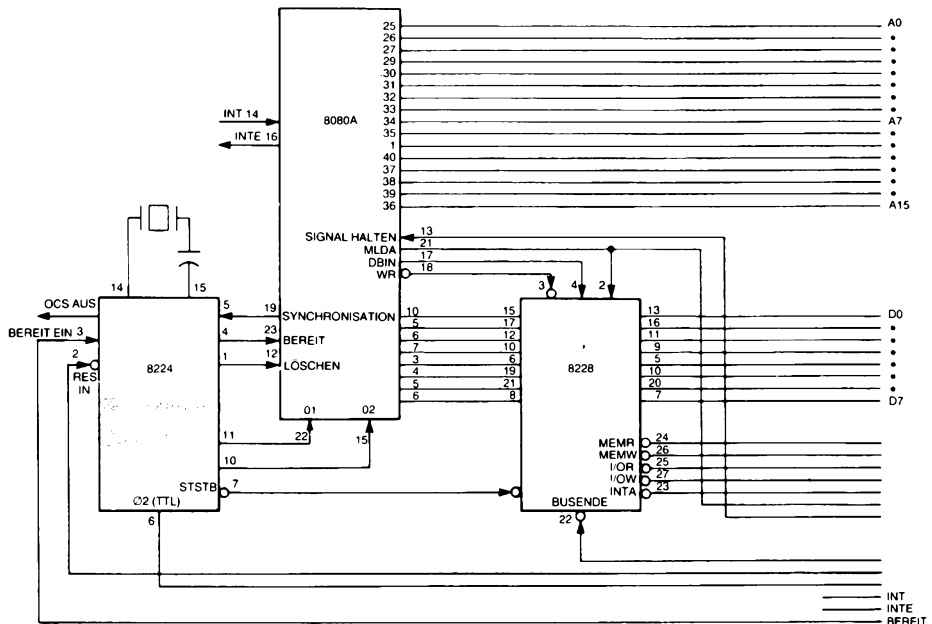 25 A0
26
27
29
30
31
32
33
34 A7
35
1
40
37
38
39
36 A15
8080A
INT 14
INTE 16
SIGNAL HALTEN 13
MLDA 21
DBIN 17
WR 18
3 4 2
14 15
OCS AUS
BEREIT EIN 3
2
RES
IN
8224
5 19 SYNCHRONISATION
4 23 BEREIT
1 12 LÖSCHEN
01 02
11 22
10 15
STSTB 7
Ø2 (TTL)
6
10 15 13 D0
5 17 16
6 12 11
7 10 9
3 6 5
4 19 10
5 21 20
6 8 7 D7
8228
MEMR 24
MEMW 26
I/OR 25
I/OW 27
INTA 23
BUSENDE
22
INT
INTE
BEREIT